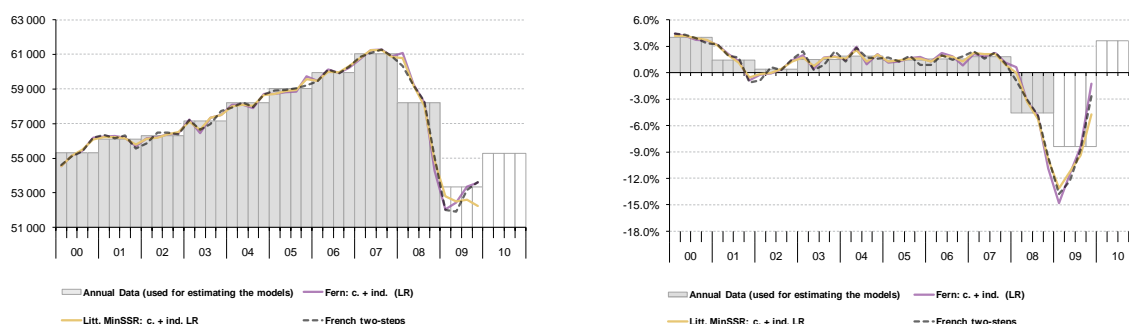 63 000
61 000
59 000
57 000
55 000
53 000
51 000
00 01 02 03 04 05 06 07 08 09 10
Annual Data (used for estimating the models)
Fern: c. + ind. (LR)
Litt. MinSSR: c. + ind. LR
French two-steps
6.0%
3.0%
0.0%
-3.0%
-6.0%
-9.0%
-12.0%
-15.0%
-18.0%
00 01 02 03 04 05 06 07 08 09 10
Annual Data (used for estimating the models)
Fern: c. + ind. (LR)
Litt. MinSSR: c. + ind. LR
French two-steps